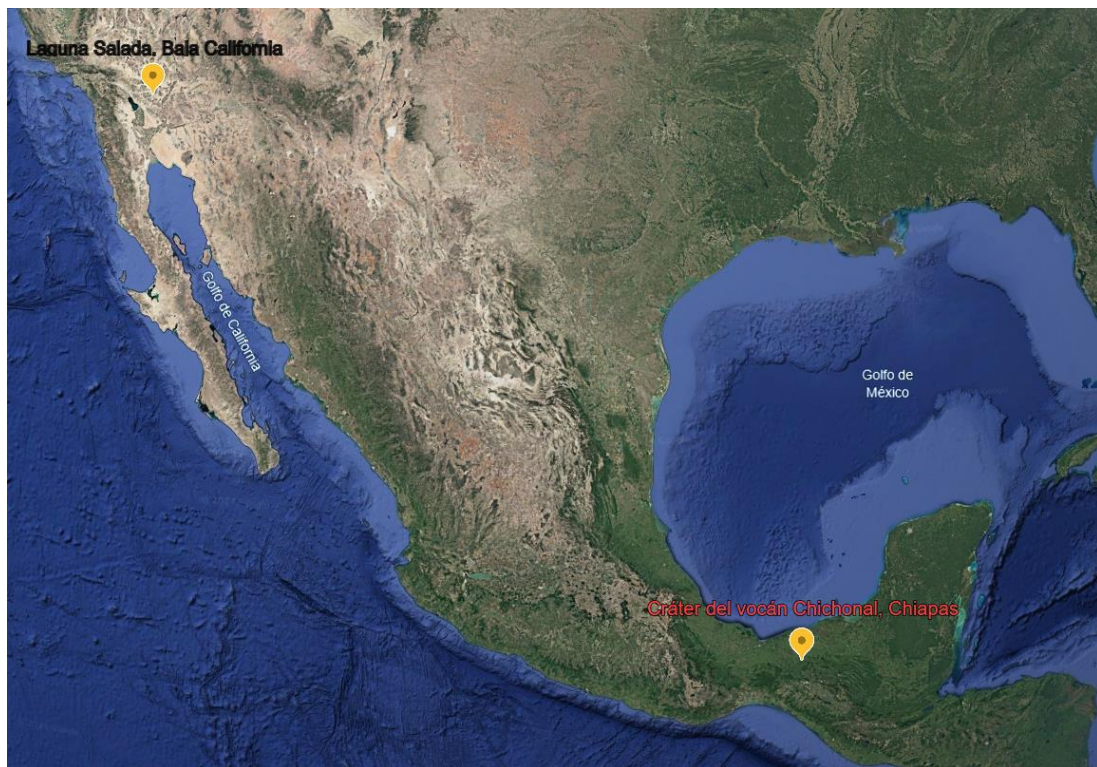 Laguna Salada, Baja California
Golfo de California
Golfo de
México
Cráter del vocán Chichonal, Chiapas